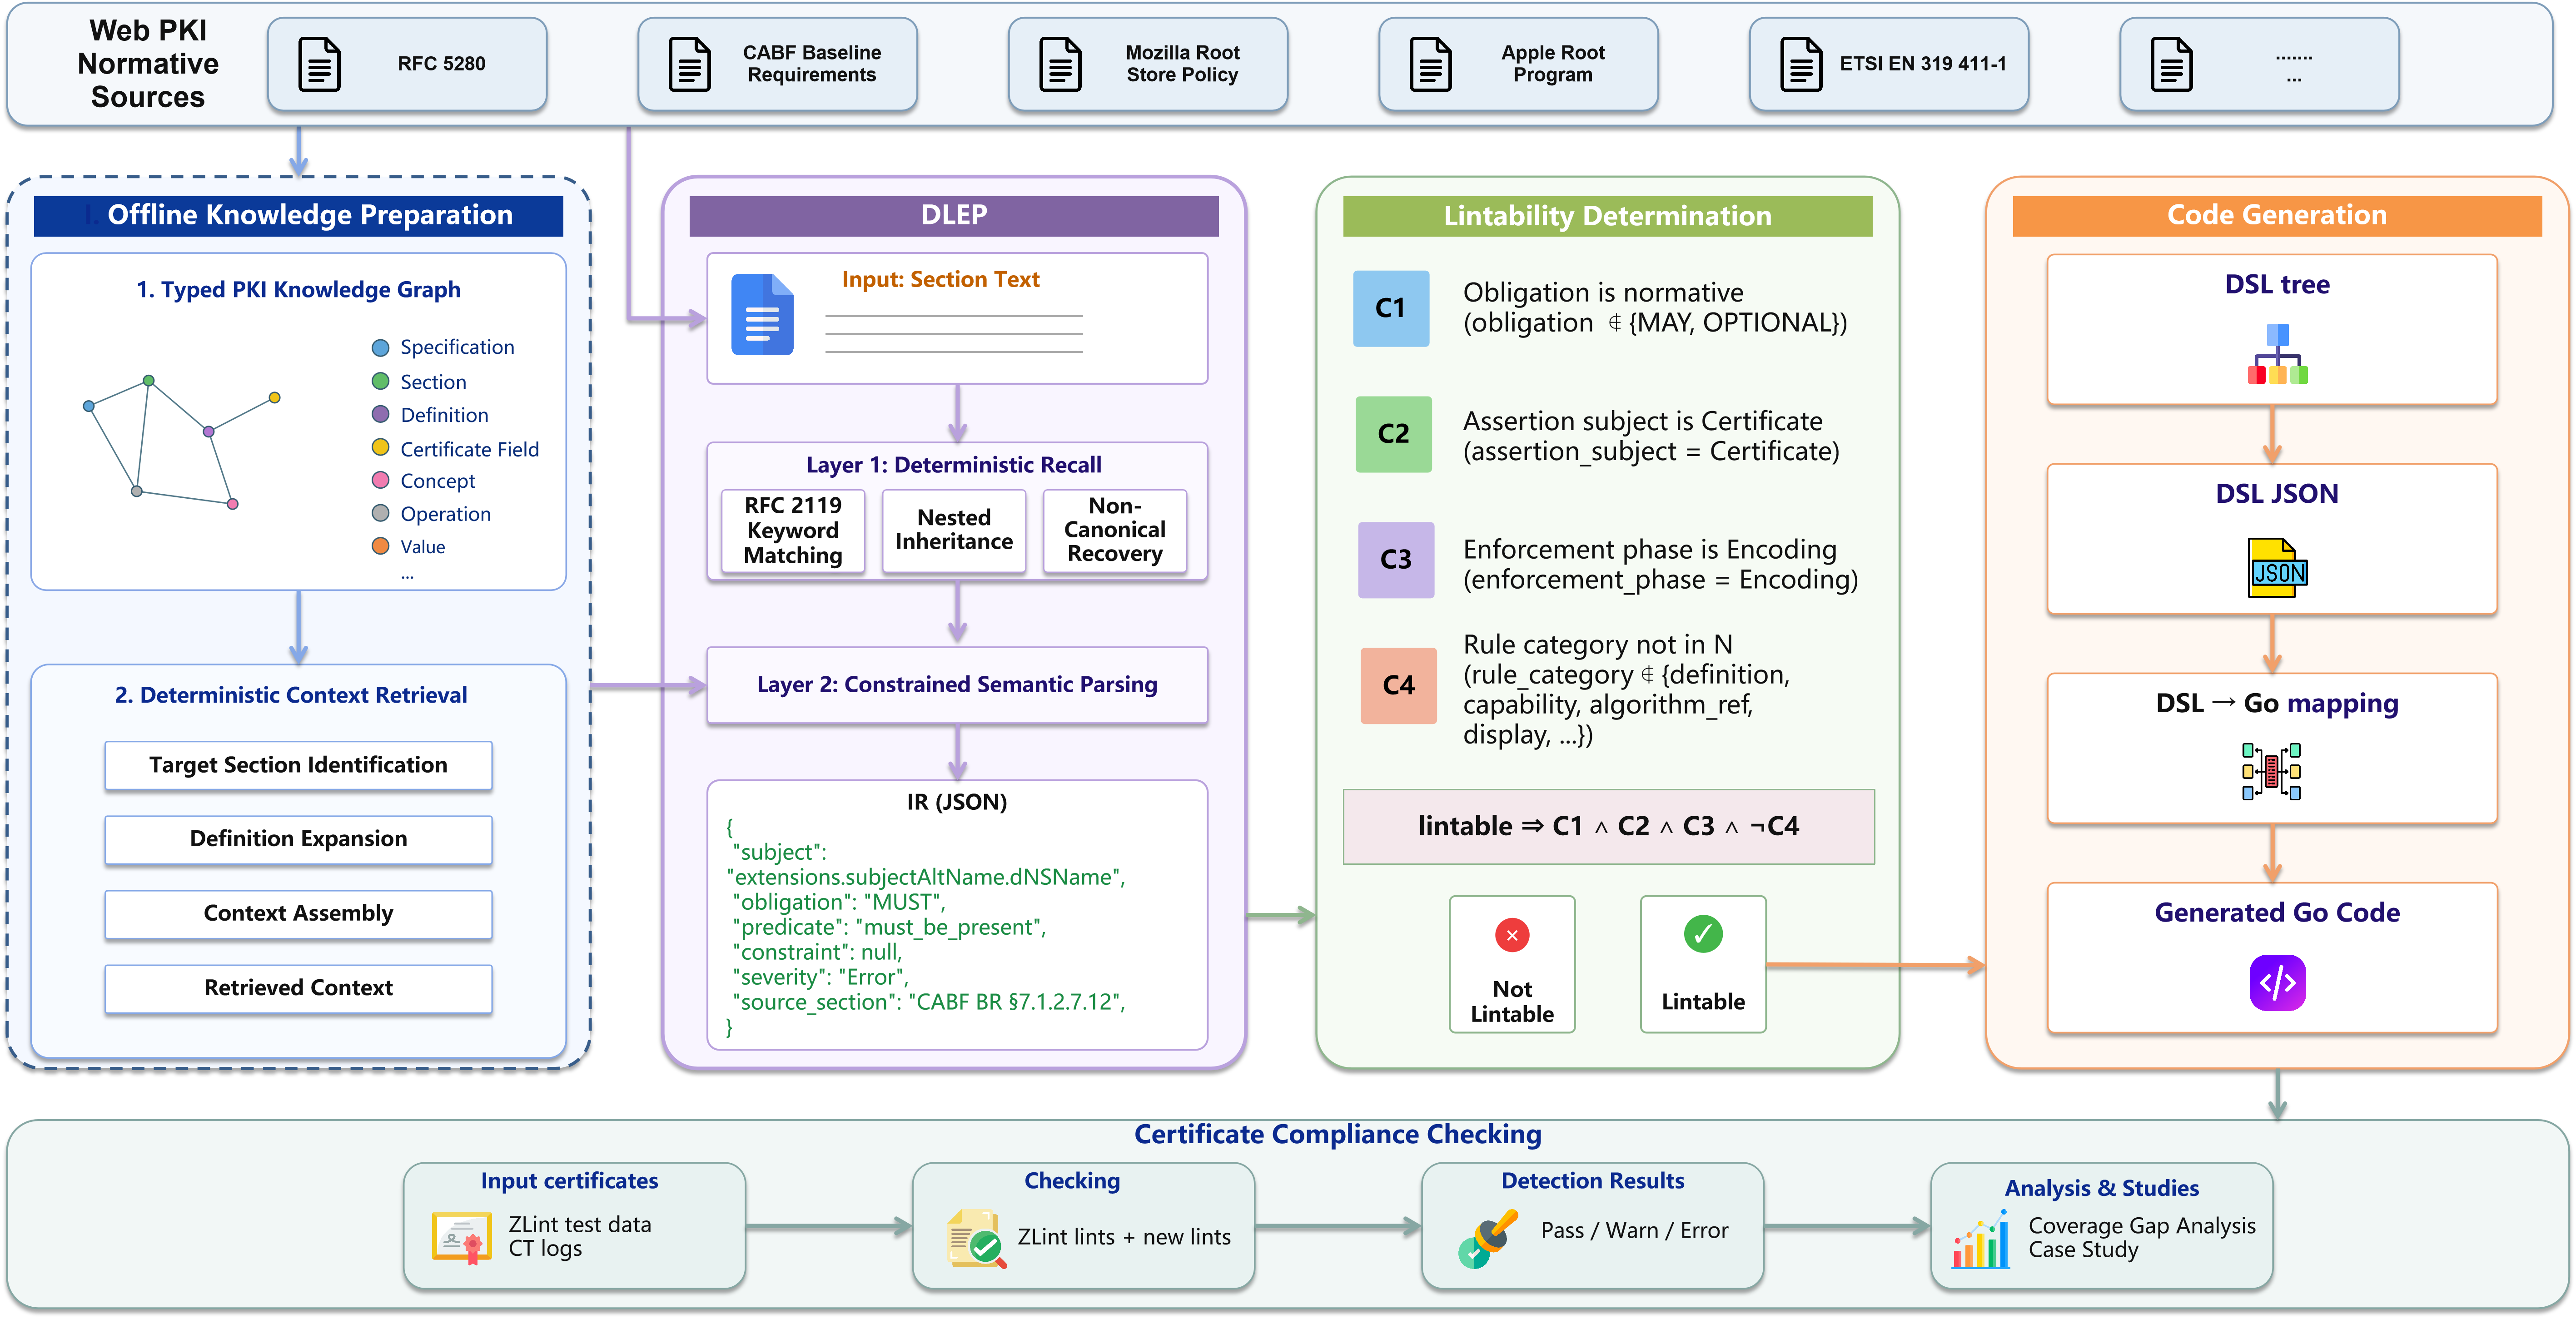 Web PKI
Normative
Sources
RFC 5280
CABF Baseline
Requirements
Mozilla Root
Store Policy
Apple Root
Program
ETSI EN 319 411-1
.......
...
I. Offline Knowledge Preparation
1. Typed PKI Knowledge Graph
Specification
Section
Definition
Certificate Field
Concept
Operation
Value
...
2. Deterministic Context Retrieval
Target Section Identification
Definition Expansion
Context Assembly
Retrieved Context
DLEP
Input: Section Text
Layer 1: Deterministic Recall
RFC 2119
Keyword
Matching
Nested
Inheritance
Non-
Canonical
Recovery
Layer 2: Constrained Semantic Parsing
IR (JSON)
{
"subject":
"extensions.subjectAltName.dNSName",
"obligation": "MUST",
"predicate": "must_be_present",
"constraint": null,
"severity": "Error",
"source_section": "CABF BR §7.1.2.7.12",
}
Lintability Determination
C1
Obligation is normative
(obligation ∉ {MAY, OPTIONAL})
C2
Assertion subject is Certificate
(assertion_subject = Certificate)
C3
Enforcement phase is Encoding
(enforcement_phase = Encoding)
C4
Rule category not in N
(rule_category ∉ {definition,
capability, algorithm_ref,
display, ...})
lintable ⇒ C1 ∧ C2 ∧ C3 ∧ ¬C4
Not
Lintable
Lintable
Code Generation
DSL tree
DSL JSON
JSON
DSL → Go mapping
Generated Go Code
</>
Certificate Compliance Checking
Input certificates
ZLint test data
CT logs
Checking
ZLint lints + new lints
Detection Results
Pass / Warn / Error
Analysis & Studies
Coverage Gap Analysis
Case Study